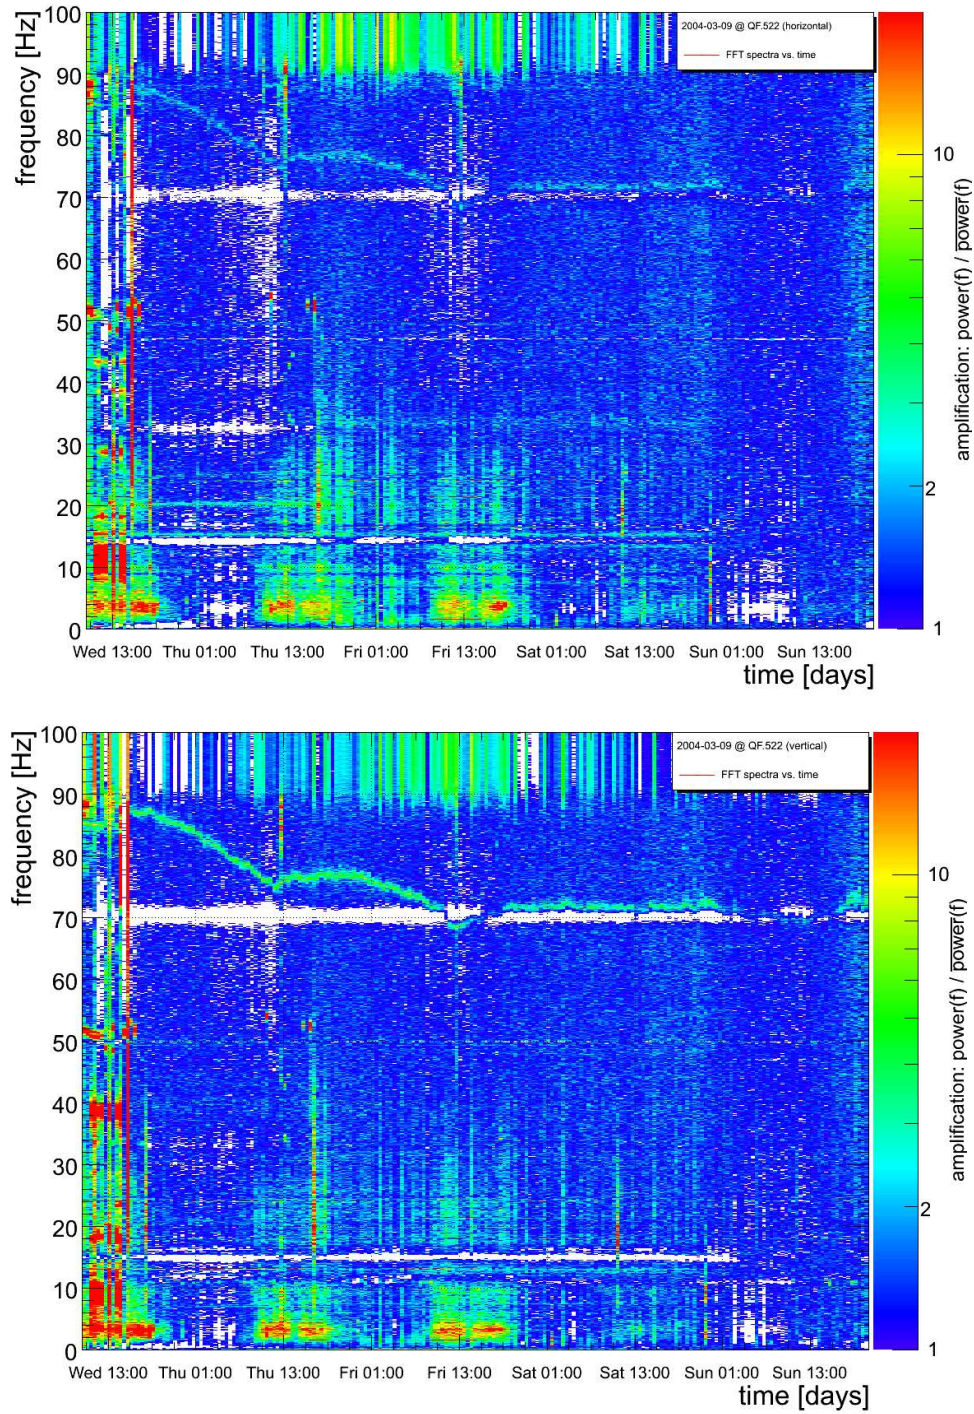 2004-03-09 @ QF.522 (horizontal)
FFT spectra vs. time
frequency [Hz]
100
90
80
70
60
50
40
30
20
10
0
Wed 13:00 Thu 01:00 Thu 13:00 Fri 01:00 Fri 13:00 Sat 01:00 Sat 13:00 Sun 01:00 Sun 13:00
time [days]
10
2
1
amplification: power(f) / power(f)
2004-03-09 @ QF.522 (vertical)
FFT spectra vs. time
frequency [Hz]
100
90
80
70
60
50
40
30
20
10
0
Wed 13:00 Thu 01:00 Thu 13:00 Fri 01:00 Fri 13:00 Sat 01:00 Sat 13:00 Sun 01:00 Sun 13:00
time [days]
10
2
1
amplification: power(f) / power(f)